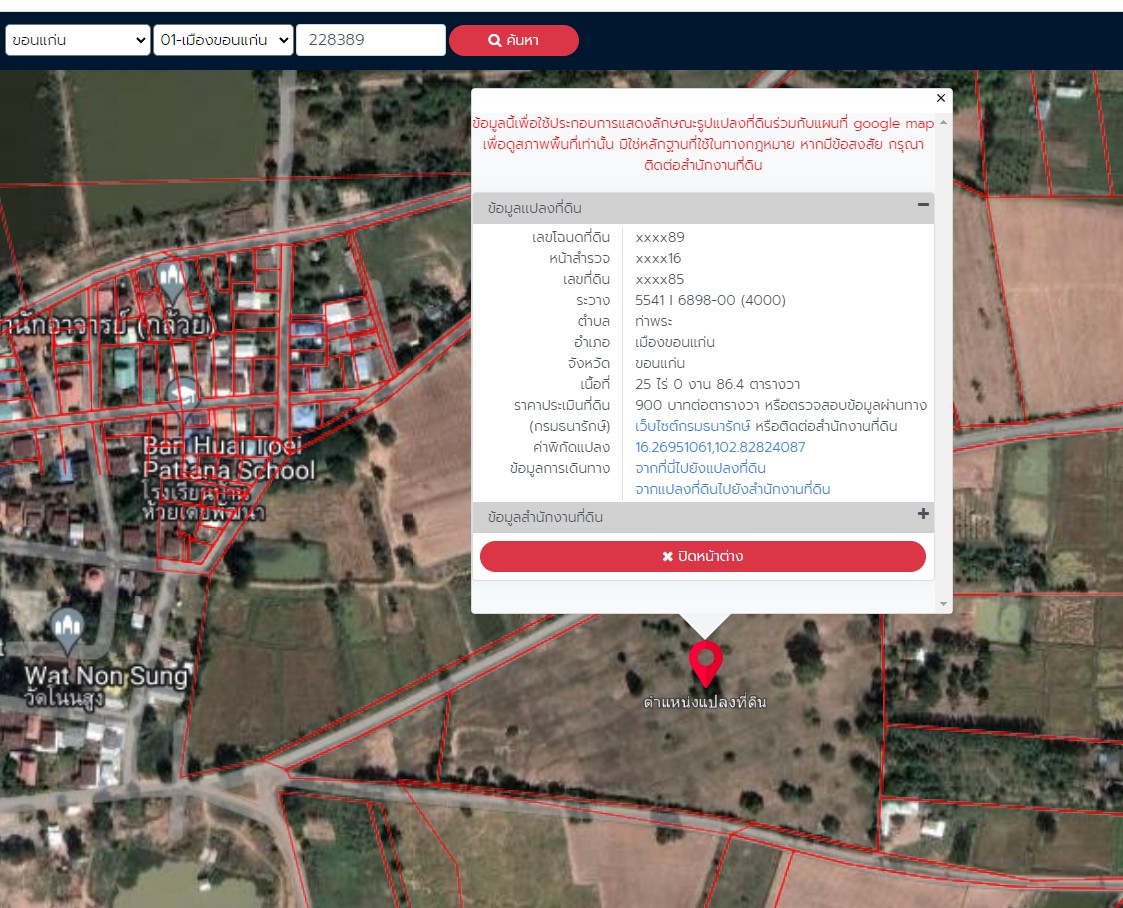 ขอนแก่น 01-เมืองขอนแก่น 228389 ค้นหา
×
ข้อมูลนี้เพื่อใช้ประกอบการแสดงลักษณะรูปแปลงที่ดินร่วมกับแผนที่ google map
เพื่อดูสภาพพื้นที่เท่านั้น มิใช่หลักฐานที่ใช้ในทางกฎหมาย หากมีข้อสงสัย กรุณา
ติดต่อสำนักงานที่ดิน
ข้อมูลแปลงที่ดิน
เลขโฉนดที่ดิน xxxx89
หน้าสำรวจ xxxx16
เลขที่ดิน xxxx85
ระวาง 5541 I 6898-00 (4000)
ตำบล ท่าพระ
อำเภอ เมืองขอนแก่น
จังหวัด ขอนแก่น
เนื้อที่ 25 ไร่ 0 งาน 86.4 ตารางวา
ราคาประเมินที่ดิน 900 บาทต่อตารางวา หรือตรวจสอบข้อมูลผ่านทาง
(กรมธนารักษ์) เว็บไซต์กรมธนารักษ์ หรือติดต่อสำนักงานที่ดิน
ค่าพิกัดแปลง 16.26951061,102.82824087
ข้อมูลการเดินทาง จากที่นี่ไปยังแปลงที่ดิน
จากแปลงที่ดินไปยังสำนักงานที่ดิน
ข้อมูลสำนักงานที่ดิน
ปิดหน้าต่าง
ตำแหน่งแปลงที่ดิน
านักอาจารย์ (กล้วย)
Ban Huai Toei
Pattana School
โรงเรียนบ้าน
ห้วยเตยพัฒนา
Wat Non Sung
วัดโนนสูง